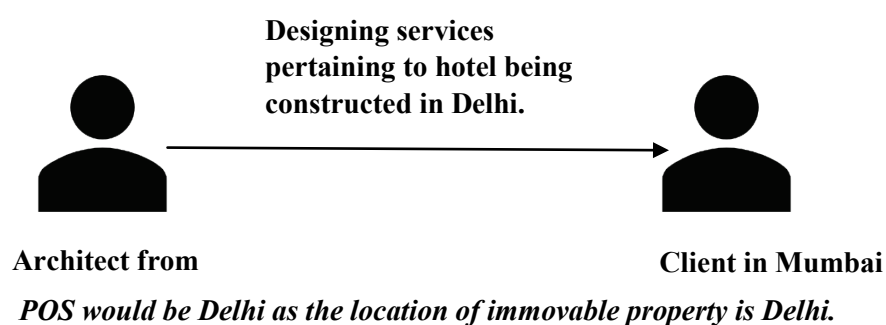 Designing services
pertaining to hotel being
constructed in Delhi.
Architect from
Client in Mumbai
POS would be Delhi as the location of immovable property is Delhi.